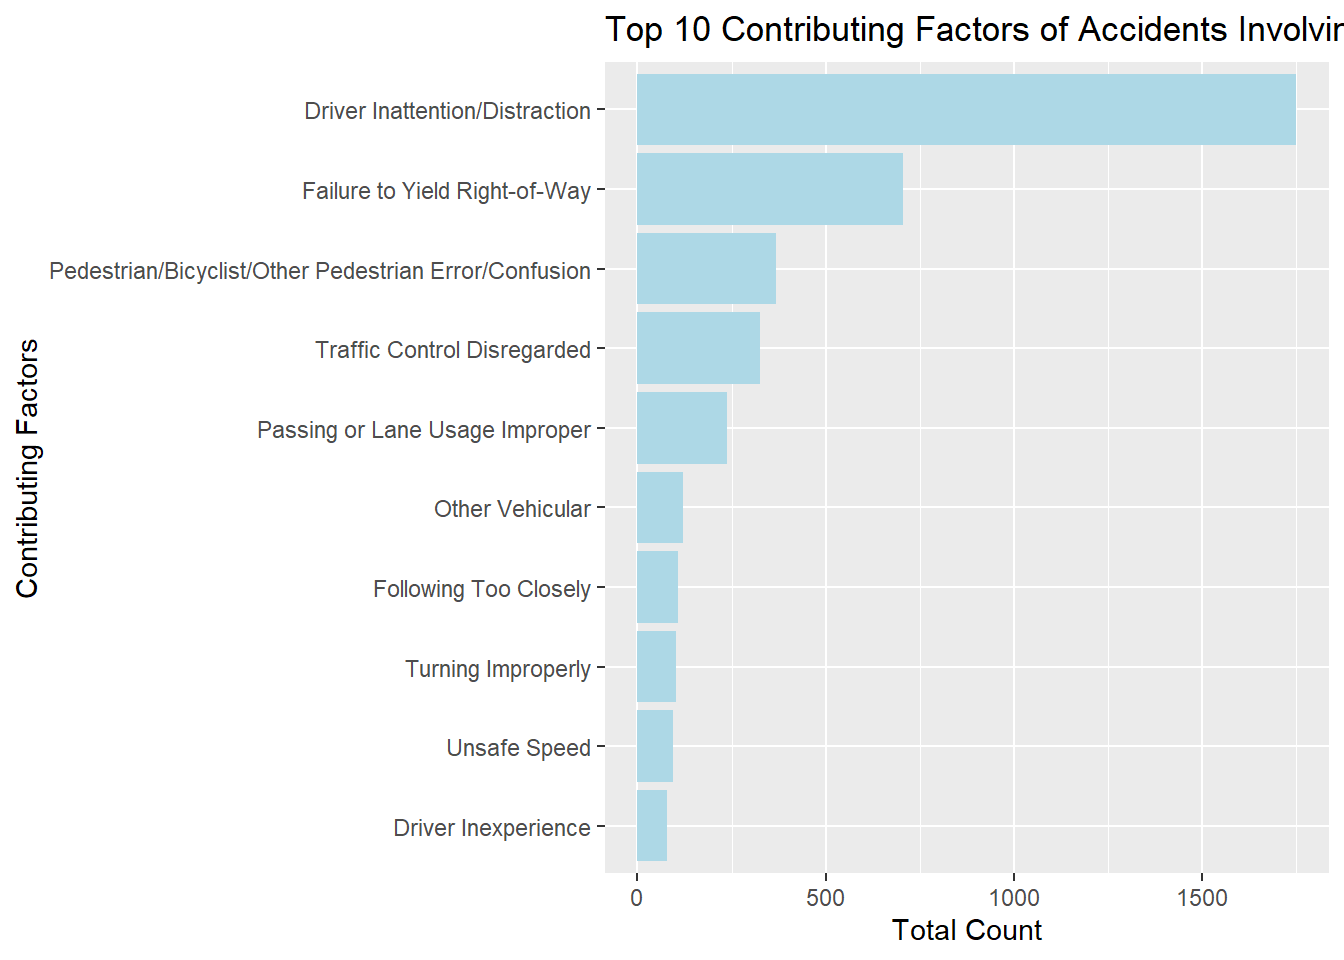 Top 10 Contributing Factors of Accidents
Driver Inattention/Distraction
Failure to Yield Right-of-Way
Pedestrian/Bicyclist/Other Pedestrian Error/Confusion
Traffic Control Disregarded
Passing or Lane Usage Improper
Other Vehicular
Following Too Closely
Turning Improperly
Unsafe Speed
Driver Inexperience
Contributing Factors
0 500 1000 1500
Total Count